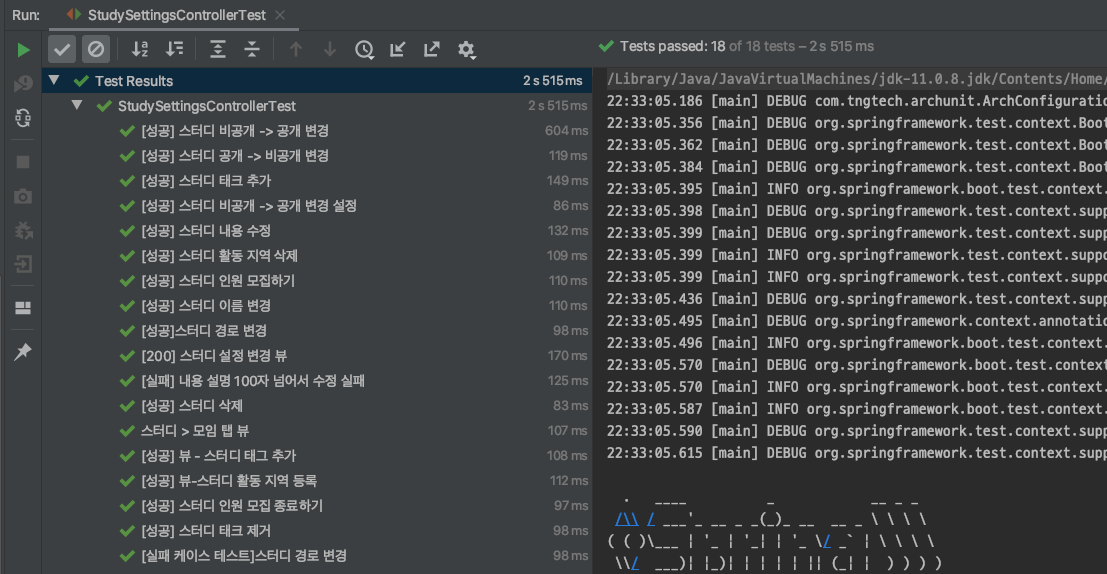 Run: StudySettingsControllerTest
Tests passed: 18 of 18 tests – 2 s 515 ms
Test Results 2 s 515 ms
StudySettingsControllerTest 2 s 515 ms
[성공] 스터디 비공개 -> 공개 변경 604 ms
[성공] 스터디 공개 -> 비공개 변경 119 ms
[성공] 스터디 태크 추가 149 ms
[성공] 스터디 비공개 -> 공개 변경 설정 86 ms
[성공] 스터디 내용 수정 132 ms
[성공] 스터디 활동 지역 삭제 109 ms
[성공] 스터디 인원 모집하기 110 ms
[성공] 스터디 이름 변경 110 ms
[성공]스터디 경로 변경 98 ms
[200] 스터디 설정 변경 뷰 170 ms
[실패] 내용 설명 100자 넘어서 수정 실패 125 ms
[성공] 스터디 삭제 83 ms
스터디 > 모임 탭 뷰 107 ms
[성공] 뷰 - 스터디 태그 추가 108 ms
[성공] 뷰-스터디 활동 지역 등록 112 ms
[성공] 스터디 인원 모집 종료하기 97 ms
[성공] 스터디 태크 제거 98 ms
[실패 케이스 테스트]스터디 경로 변경 98 ms
/Library/Java/JavaVirtualMachines/jdk-11.0.8.jdk/Contents/Home/
22:33:05.186 [main] DEBUG com.tngtech.archunit.ArchConfiguratio
22:33:05.356 [main] DEBUG org.springframework.test.context.Boot
22:33:05.362 [main] DEBUG org.springframework.test.context.Boot
22:33:05.384 [main] DEBUG org.springframework.test.context.Boot
22:33:05.395 [main] INFO org.springframework.boot.test.context.
22:33:05.398 [main] DEBUG org.springframework.test.context.supp
22:33:05.399 [main] DEBUG org.springframework.test.context.supp
22:33:05.399 [main] INFO org.springframework.test.context.suppo
22:33:05.399 [main] INFO org.springframework.test.context.suppo
22:33:05.436 [main] DEBUG org.springframework.test.context.supp
22:33:05.495 [main] DEBUG org.springframework.context.annotatio
22:33:05.496 [main] INFO org.springframework.boot.test.context.
22:33:05.570 [main] DEBUG org.springframework.boot.test.context
22:33:05.570 [main] INFO org.springframework.boot.test.context.
22:33:05.587 [main] INFO org.springframework.boot.test.context.
22:33:05.590 [main] DEBUG org.springframework.test.context.supp
22:33:05.615 [main] DEBUG org.springframework.test.context.supp